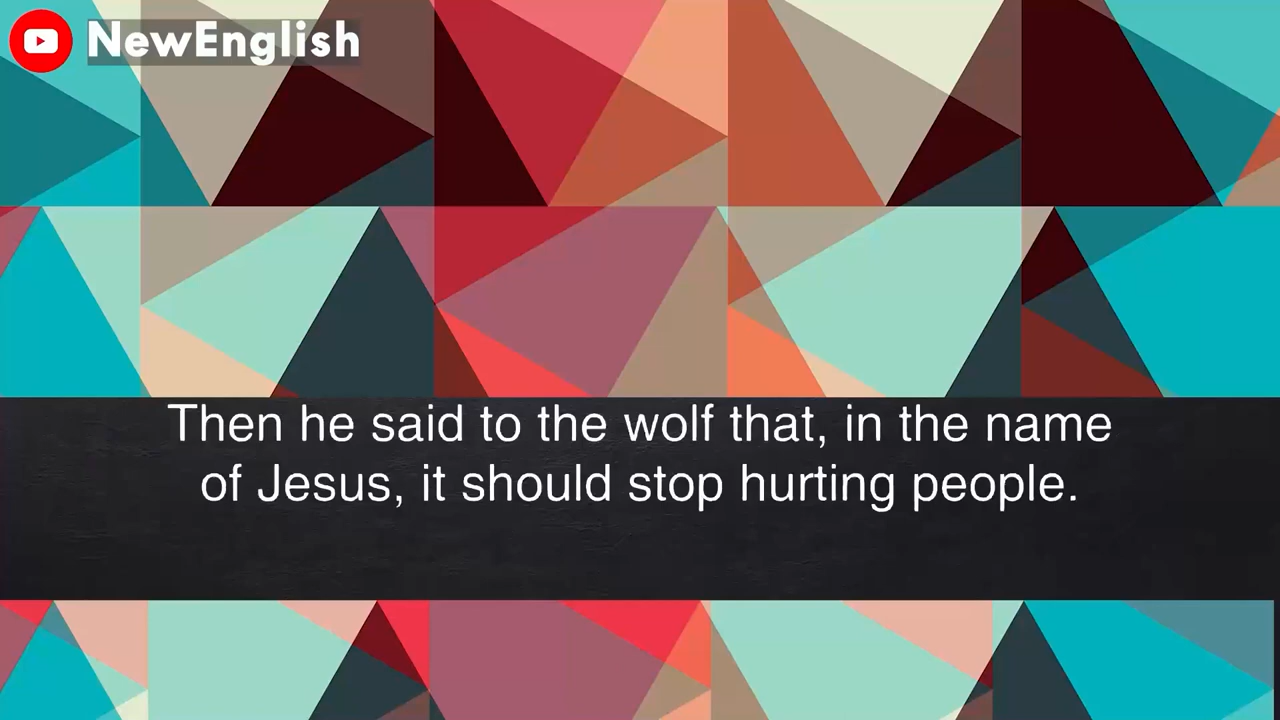 NewEnglish
Then he said to the wolf that, in the name
of Jesus, it should stop hurting people.